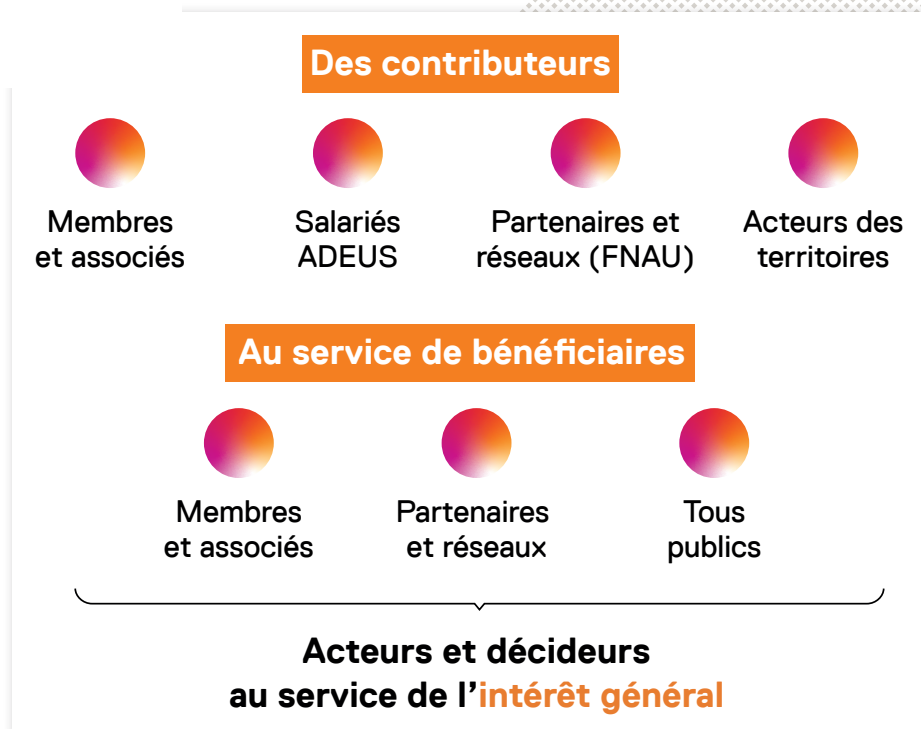 Des contributeurs
Membres
et associés
Salariés
ADEUS
Partenaires et
réseaux (FNAU)
Acteurs des
territoires
Au service de bénéficiaires
Membres
et associés
Partenaires
et réseaux
Tous
publics
Acteurs et décideurs
au service de l’intérêt général